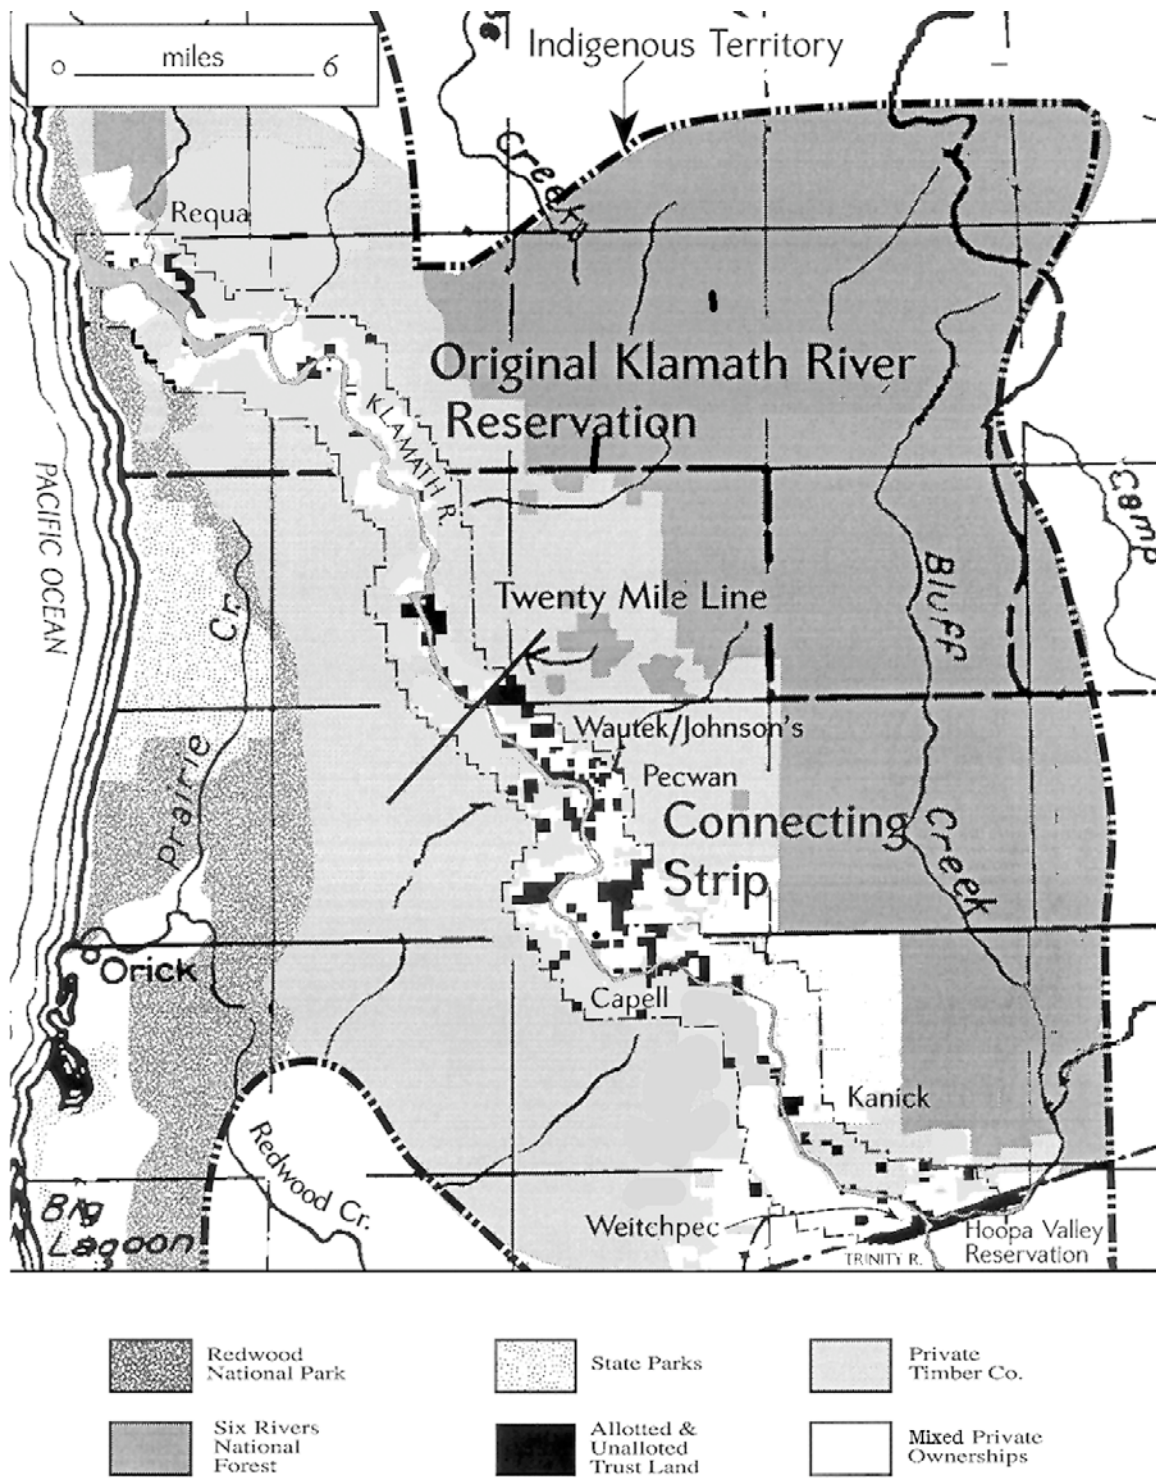 miles
0 6
Indigenous Territory
Creek
Requa
Original Klamath River
Reservation
KLAMATH R.
PACIFIC OCEAN
Camp
Bluff
Creek
Twenty Mile Line
Prairie Cr.
Wautek/Johnson's
Pecwan
Connecting
Strip
Orick
Capell
Kanick
Redwood Cr.
Big
Lagoon
Weitchpec
Hoopa Valley
Reservation
TRINITY R.
Redwood
National Park
State Parks
Private
Timber Co.
Six Rivers
National
Forest
Allotted &
Unalloted
Trust Land
Mixed Private
Ownerships